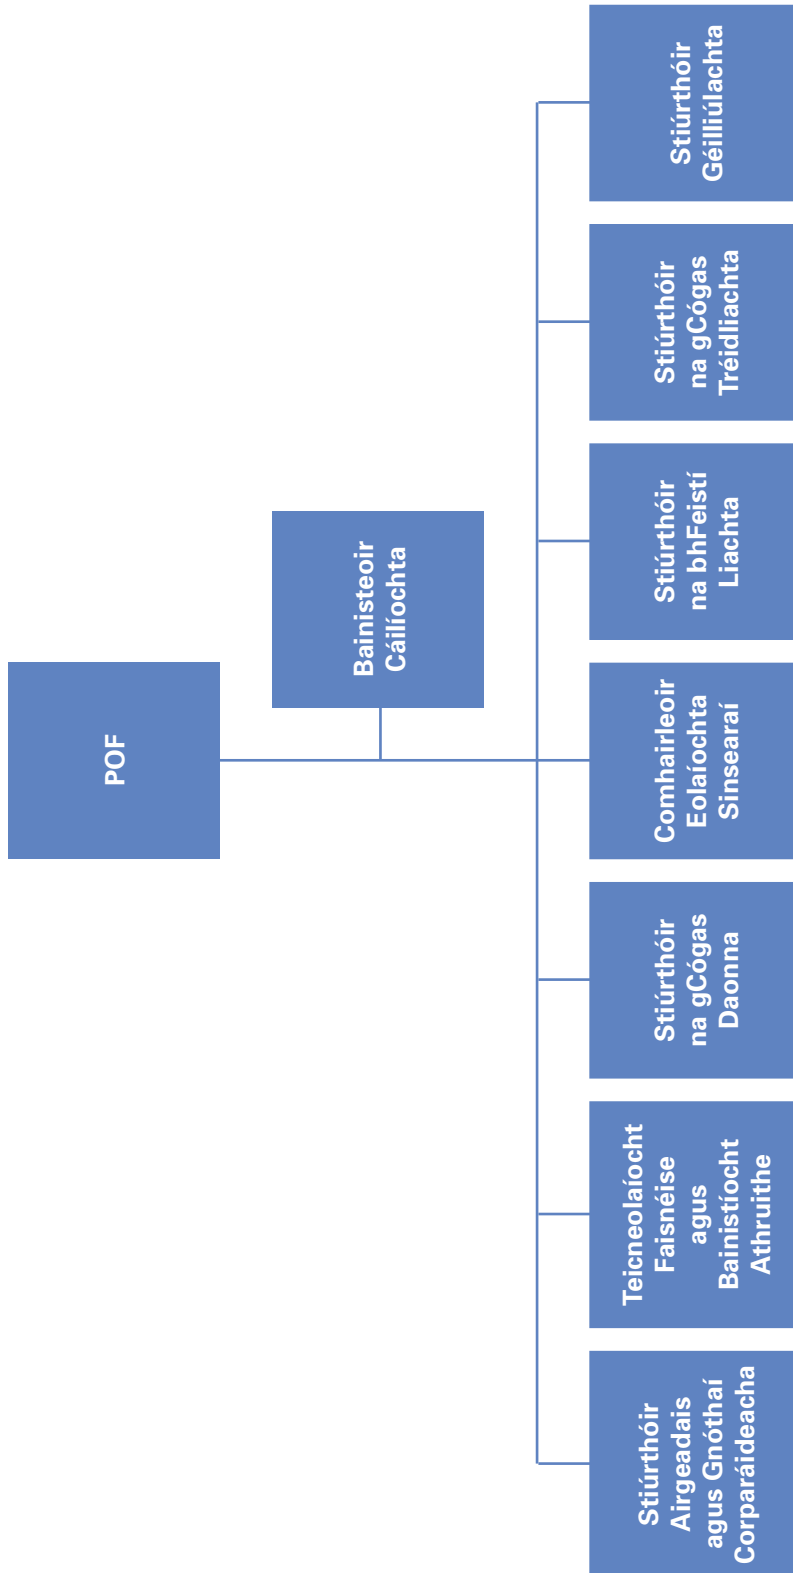 POF
Bainisteoir
Cáilíochta
Stiúrthóir
Airgeadais
agus Gnóthaí
Corparáideacha
Teicneolaíocht
Faisnéise
agus
Bainistíocht
Athruithe
Stiúrthóir
na gCógas
Daonna
Comhairleoir
Eolaíochta
Sinsearaí
Stiúrthóir
na bhFeistí
Liachta
Stiúrthóir
na gCógas
Tréidliachta
Stiúrthóir
Géilliúlachta